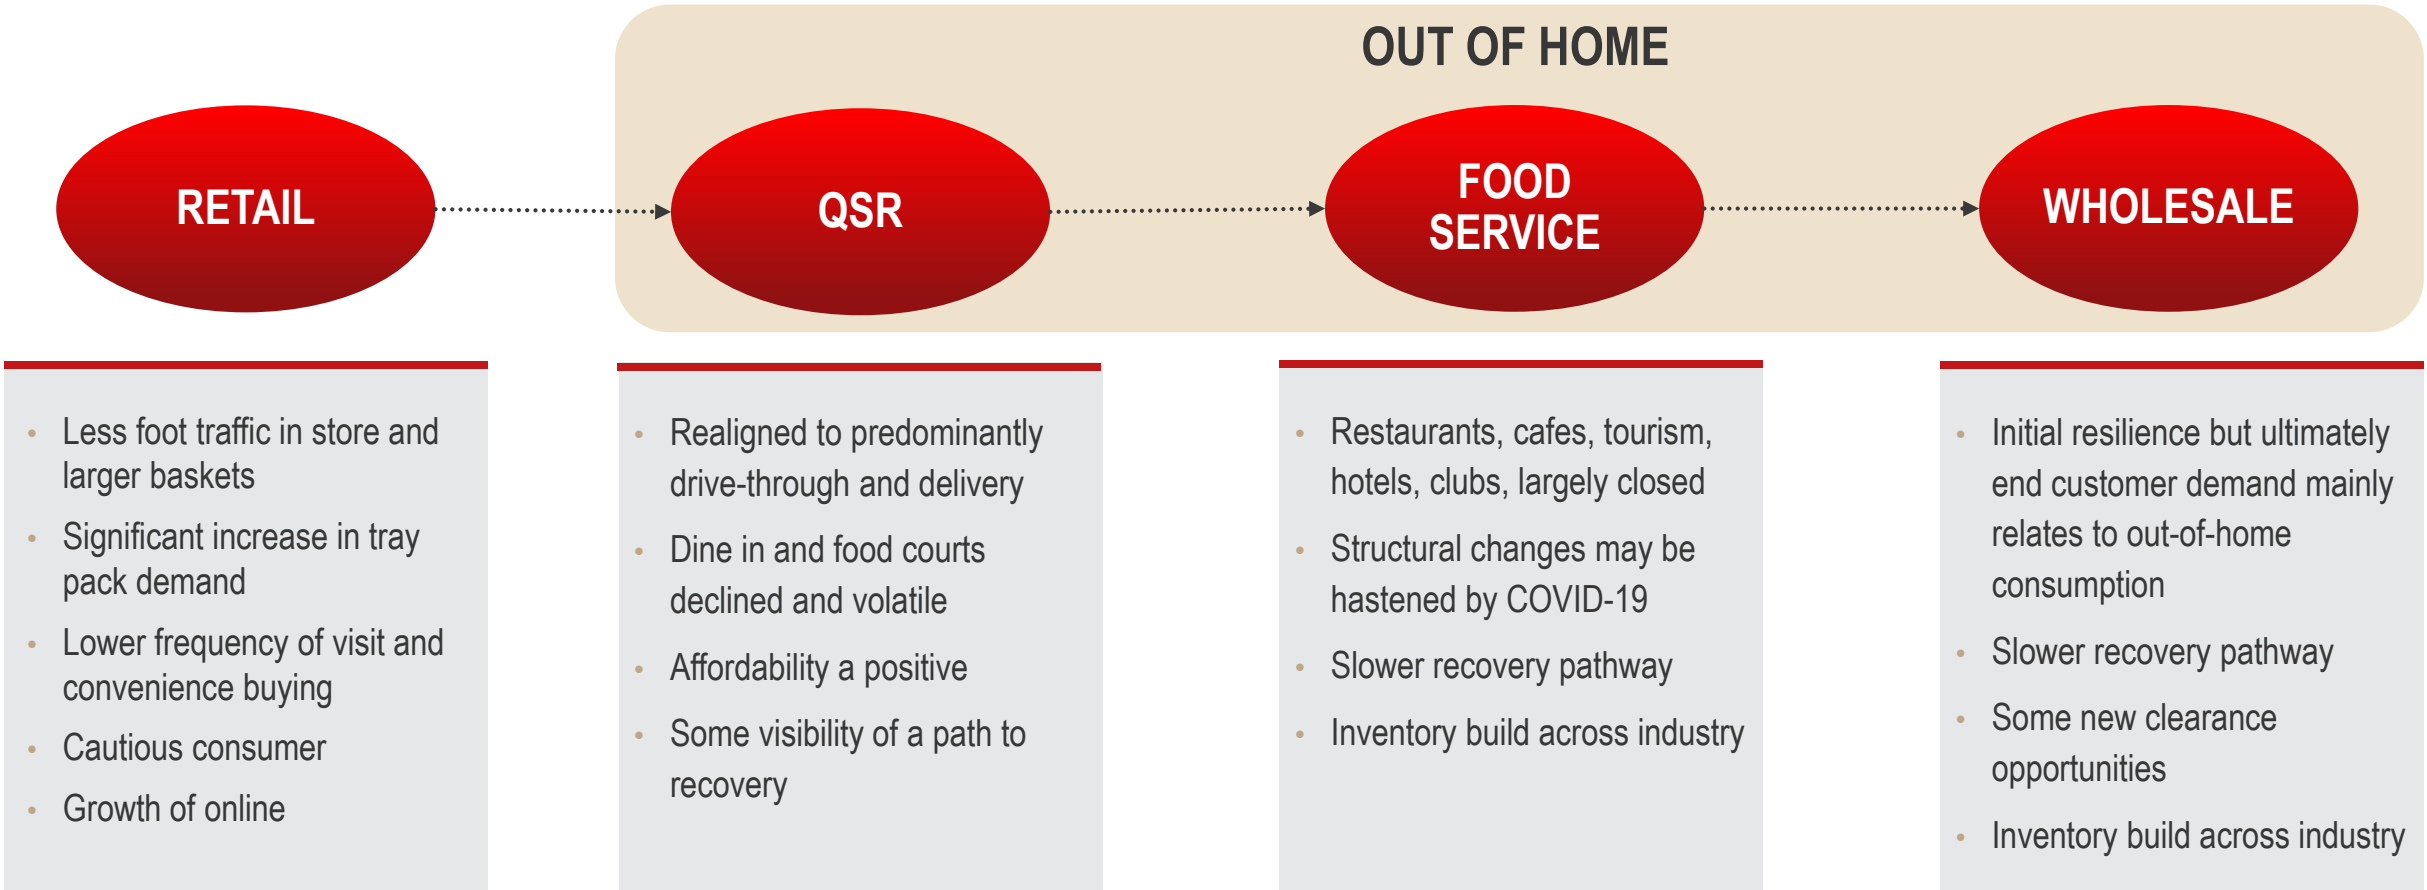 OUT OF HOME
RETAIL
QSR
FOOD
SERVICE
WHOLESALE
• Less foot traffic in store and
larger baskets
• Significant increase in tray
pack demand
• Lower frequency of visit and
convenience buying
• Cautious consumer
• Growth of online
• Realigned to predominantly
drive-through and delivery
• Dine in and food courts
declined and volatile
• Affordability a positive
• Some visibility of a path to
recovery
• Restaurants, cafes, tourism,
hotels, clubs, largely closed
• Structural changes may be
hastened by COVID-19
• Slower recovery pathway
• Inventory build across industry
• Initial resilience but ultimately
end customer demand mainly
relates to out-of-home
consumption
• Slower recovery pathway
• Some new clearance
opportunities
• Inventory build across industry